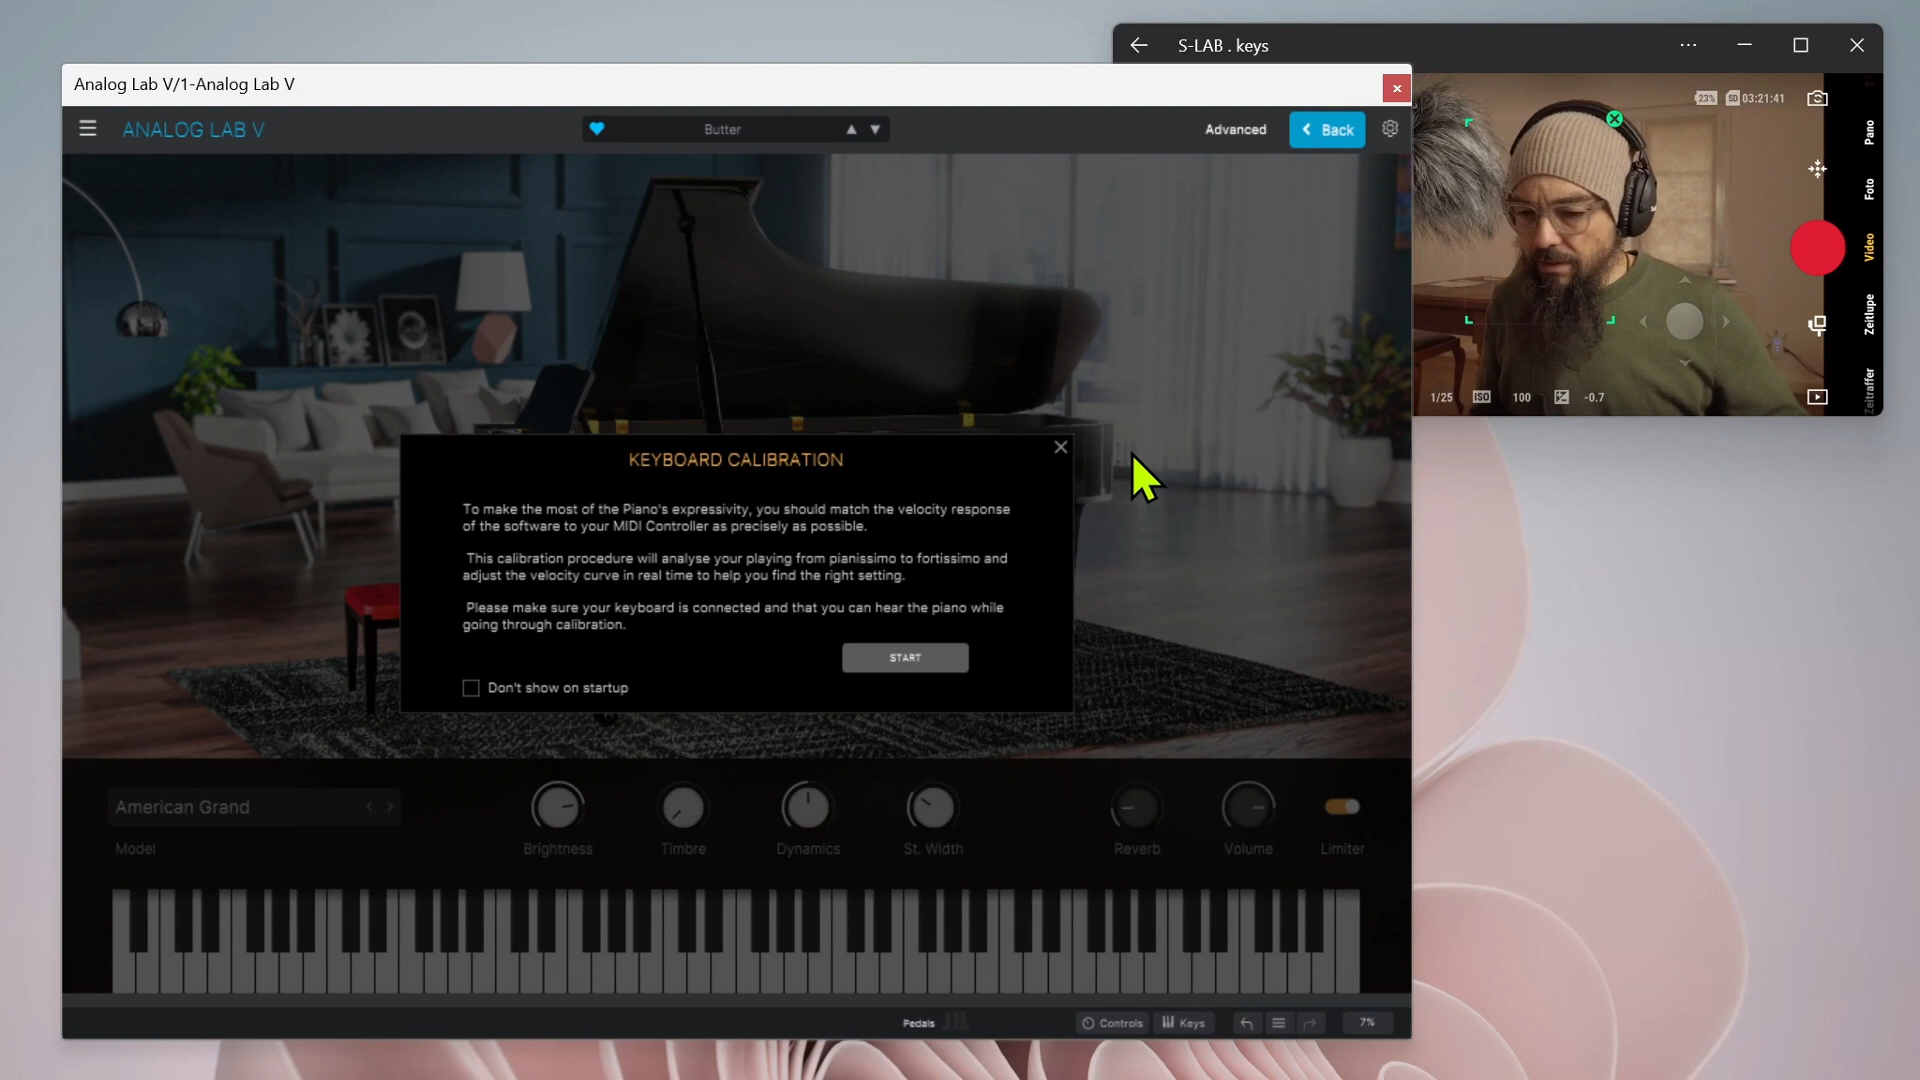 S-LAB . keys
Analog Lab V/1-Analog Lab V
ANALOG LAB V
Butter
Advanced
Back
23%
SD 03:21:41
Pano
Foto
Video
Zeitlupe
Zeitraffer
1/25 ISO 100 -0.7
KEYBOARD CALIBRATION
To make the most of the Piano's expressivity, you should match the velocity response
of the software to your MIDI Controller as precisely as possible.
This calibration procedure will analyse your playing from pianissimo to fortissimo and
adjust the velocity curve in real time to help you find the right setting.
Please make sure your keyboard is connected and that you can hear the piano while
going through calibration.
START
Don't show on startup
American Grand
Model
Brightness
Timbre
Dynamics
St. Width
Reverb
Volume
Limiter
Pedals
Controls
Keys
7%